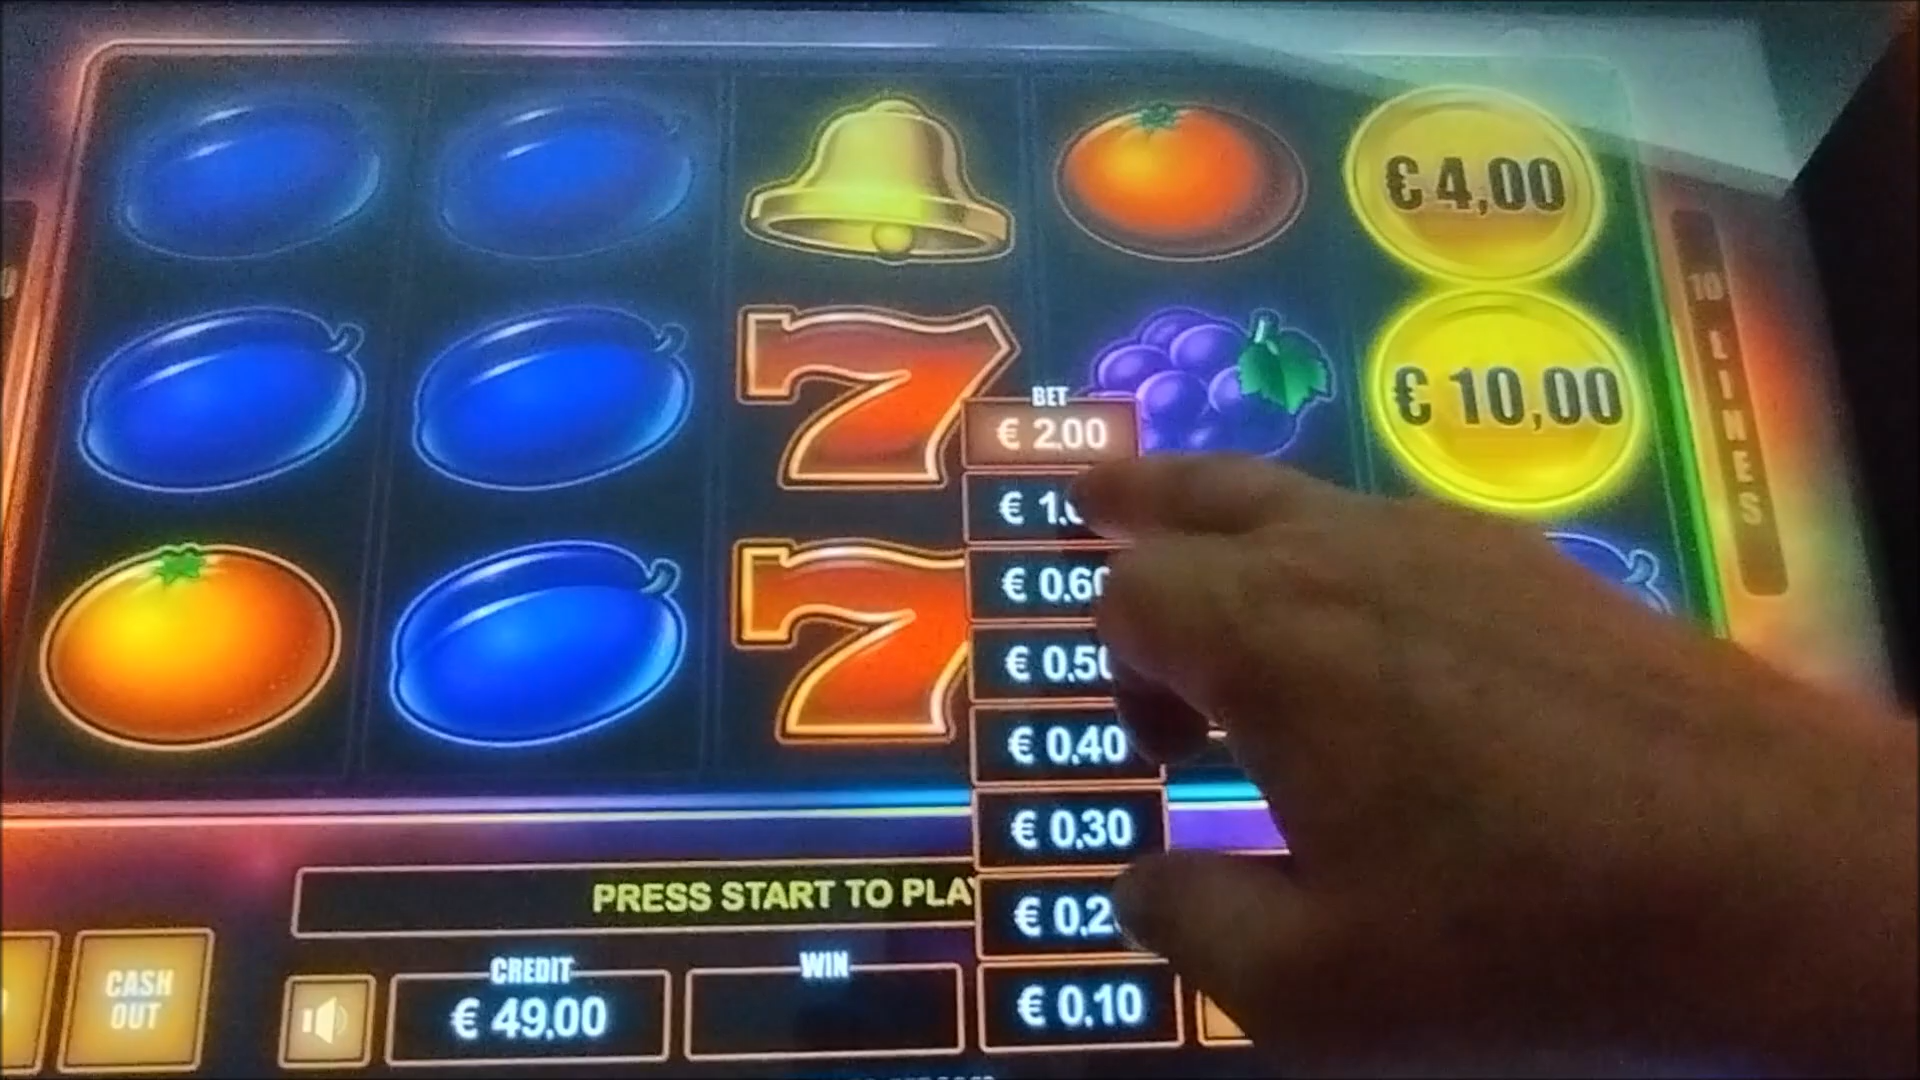 € 4,00
€ 10,00
10 LINES
BET
€ 2,00
€ 0.40
€ 0.30
€ 0.10
PRESS START TO
CREDIT
€ 49,00
WIN
CASH
OUT